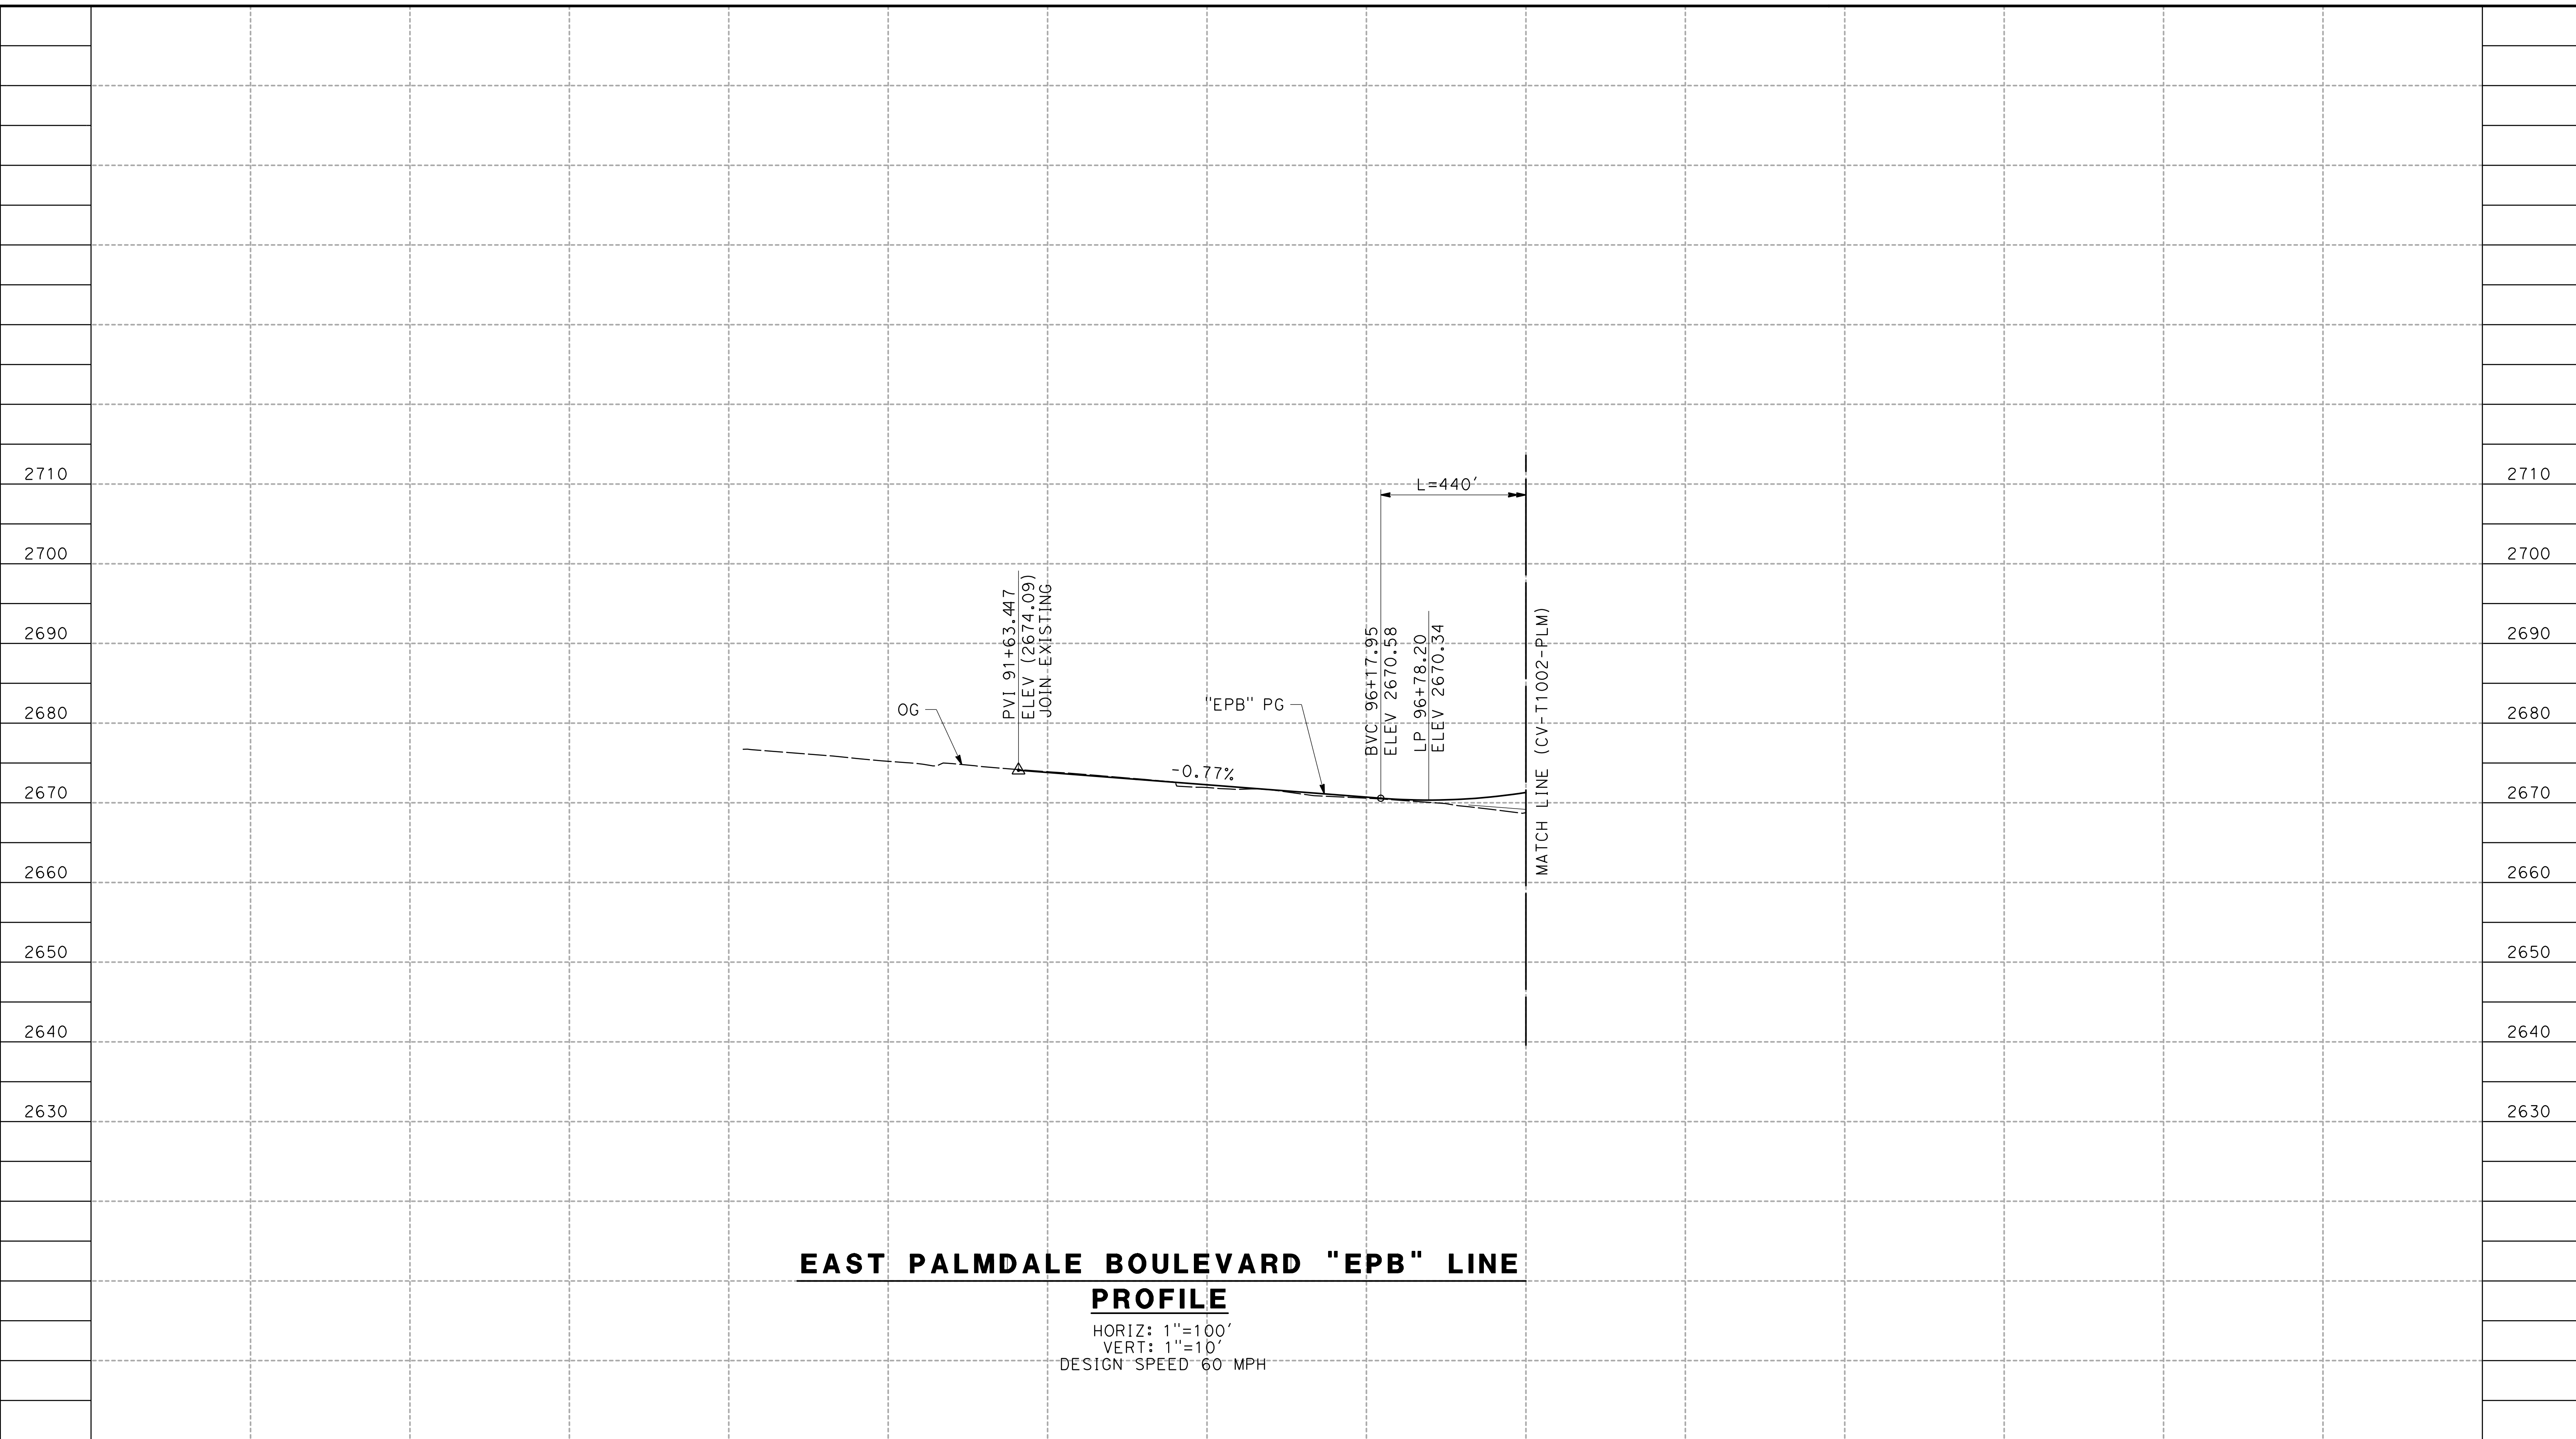 2710
2700
2690
2680
2670
2660
2650
2640
2630
OG
PVI 91+63.447
ELEV (2674.09)
JOIN EXISTING
-0.77%
"EPB" PG
L=440'
BVC 96+17.95
ELEV 2670.58
LP 96+78.20
ELEV 2670.34
MATCH LINE (CV-T1002-PLM)
2710
2700
2690
2680
2670
2660
2650
2640
2630
EAST PALMDALE BOULEVARD "EPB" LINE
PROFILE
HORIZ: 1"=100'
VERT: 1"=10'
DESIGN SPEED 60 MPH